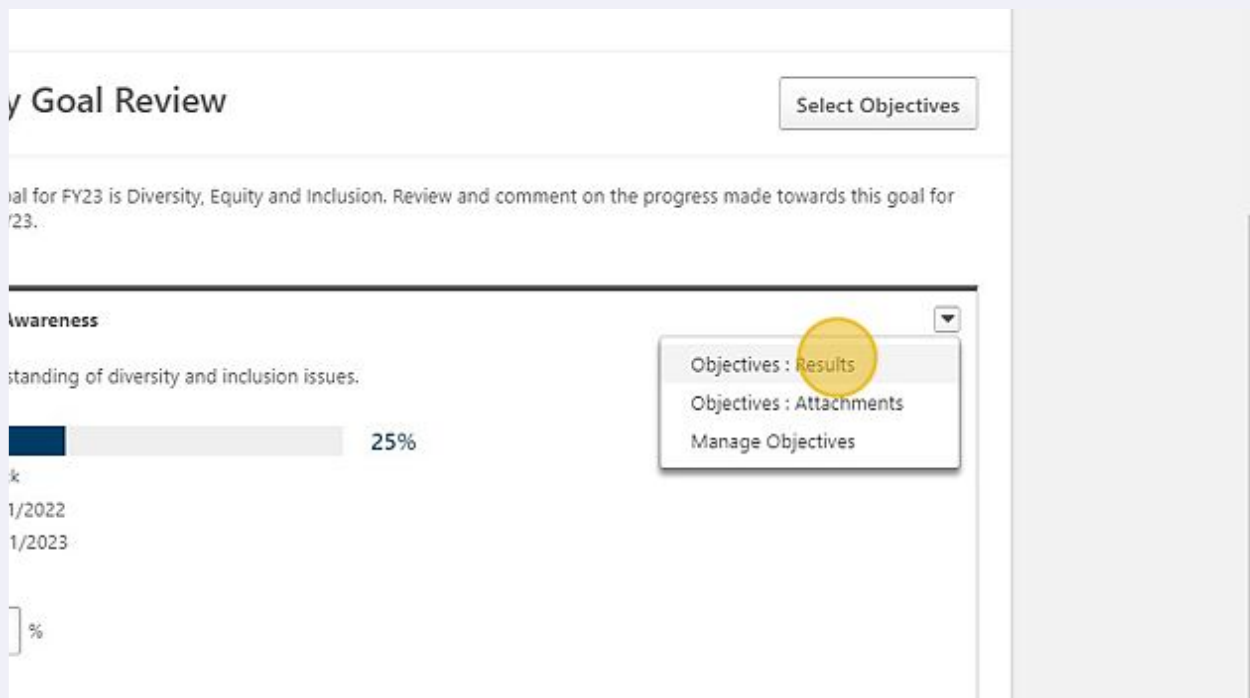 y Goal Review
Select Objectives
al for FY23 is Diversity, Equity and Inclusion. Review and comment on the progress made towards this goal for
'23.
Awareness
standing of diversity and inclusion issues.
Objectives : Results
Objectives : Attachments
Manage Objectives
25%
k
1/2022
1/2023
%